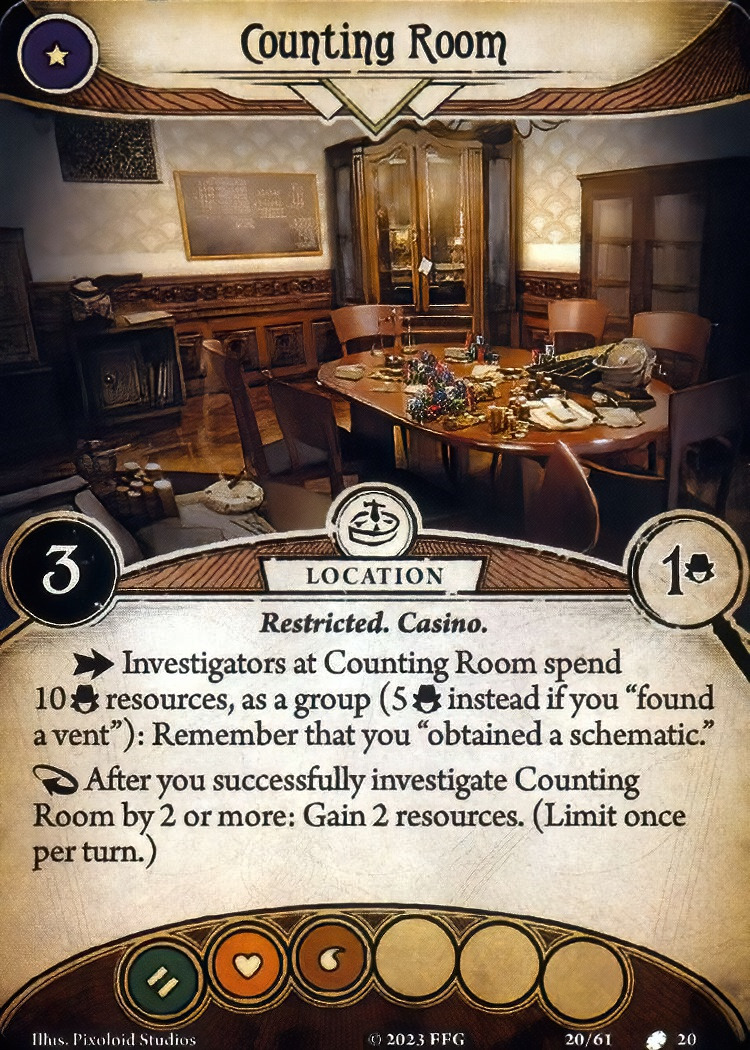 Counting Room
3
LOCATION
1
Restricted. Casino.
Investigators at Counting Room spend
10 resources, as a group (5 instead if you “found
a vent”): Remember that you “obtained a schematic.”
After you successfully investigate Counting
Room by 2 or more: Gain 2 resources. (Limit once
per turn.)
Illus. Pixoloid Studios © 2023 FFG 20/61 20